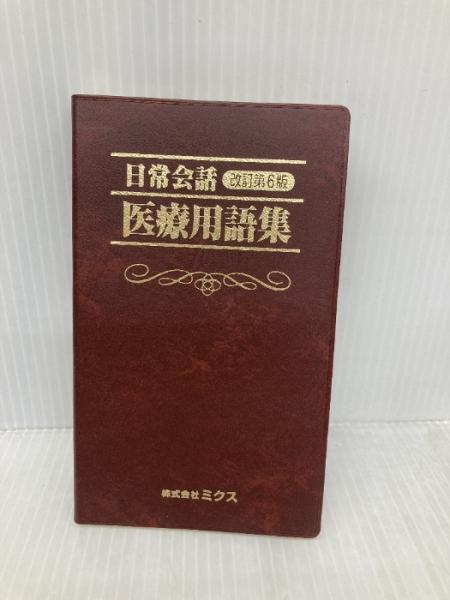 日常会話 改訂第6版
医療用語集
株式会社ミクス